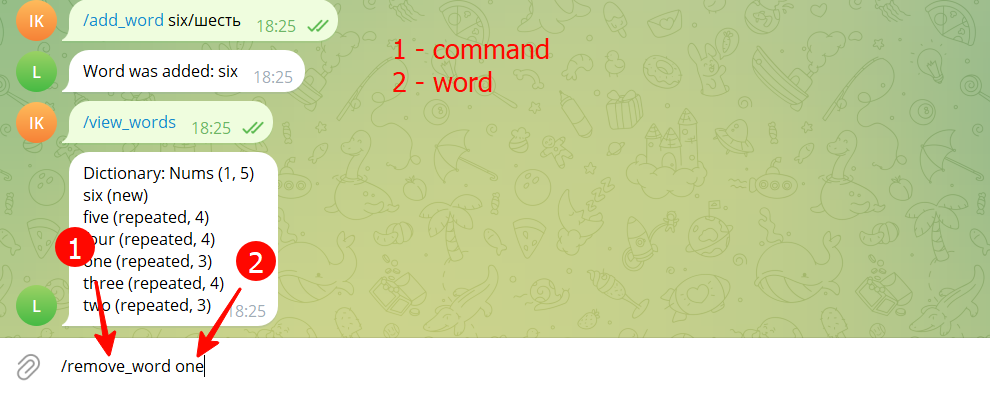 IK
/add_word six/шесть
18:25
1 - command
2 - word
L
Word was added: six
18:25
IK
/view_words
18:25
Dictionary: Nums (1, 5)
six (new)
five (repeated, 4)
four (repeated, 4)
1
one (repeated, 3)
2
three (repeated, 4)
two (repeated, 3)
18:25
L
/remove_word one